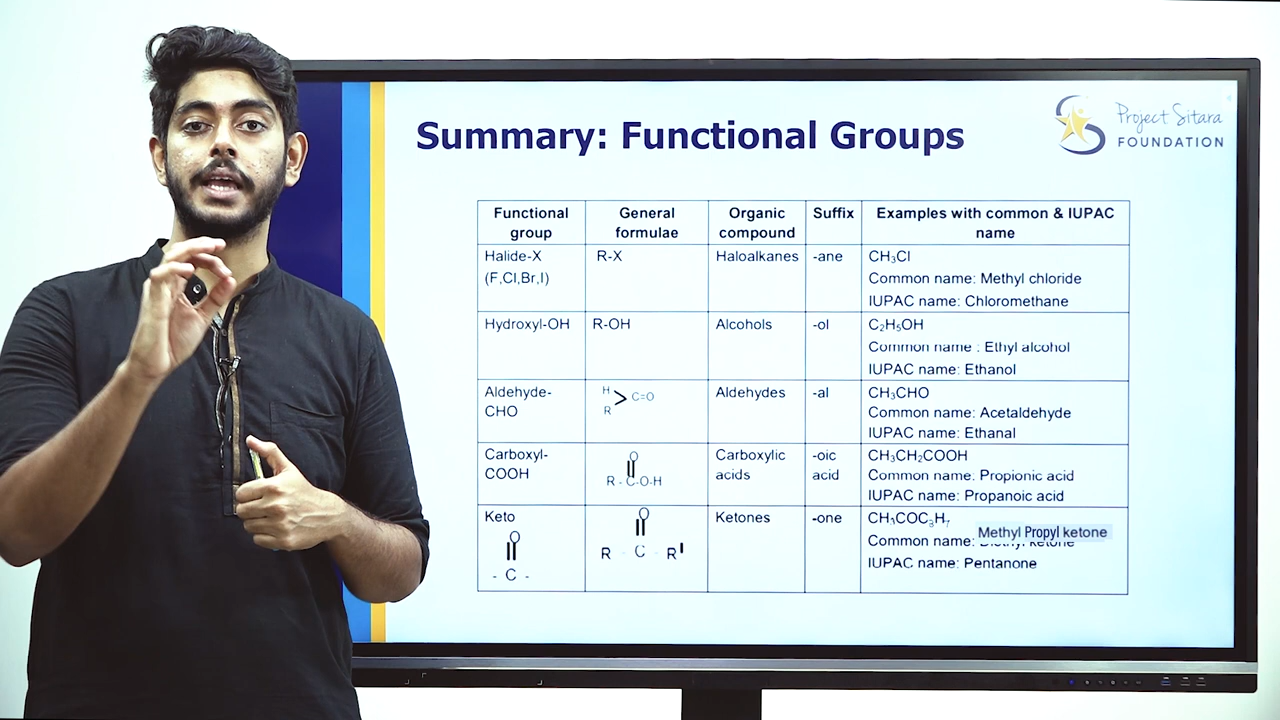 Summary: Functional Groups
Project Sitara
FOUNDATION
Functional group
General formulae
Organic compound
Suffix
Examples with common & IUPAC name
Halide-X
(F,Cl,Br,I)
R-X
Haloalkanes
-ane
CH₃Cl
Common name: Methyl chloride
IUPAC name: Chloromethane
Hydroxyl-OH
R-OH
Alcohols
-ol
C₂H₅OH
Common name : Ethyl alcohol
IUPAC name: Ethanol
Aldehyde-
CHO
H
R > C=O
Aldehydes
-al
CH₃CHO
Common name: Acetaldehyde
IUPAC name: Ethanal
Carboxyl-
COOH
O
R - C-O-H
Carboxylic
acids
-oic
acid
CH₃CH₂COOH
Common name: Propionic acid
IUPAC name: Propanoic acid
Keto
O
- C -
O
R - C - R'
Ketones
-one
CH₃COC₃H₇
Methyl Propyl ketone
Common name:
IUPAC name: Pentanone